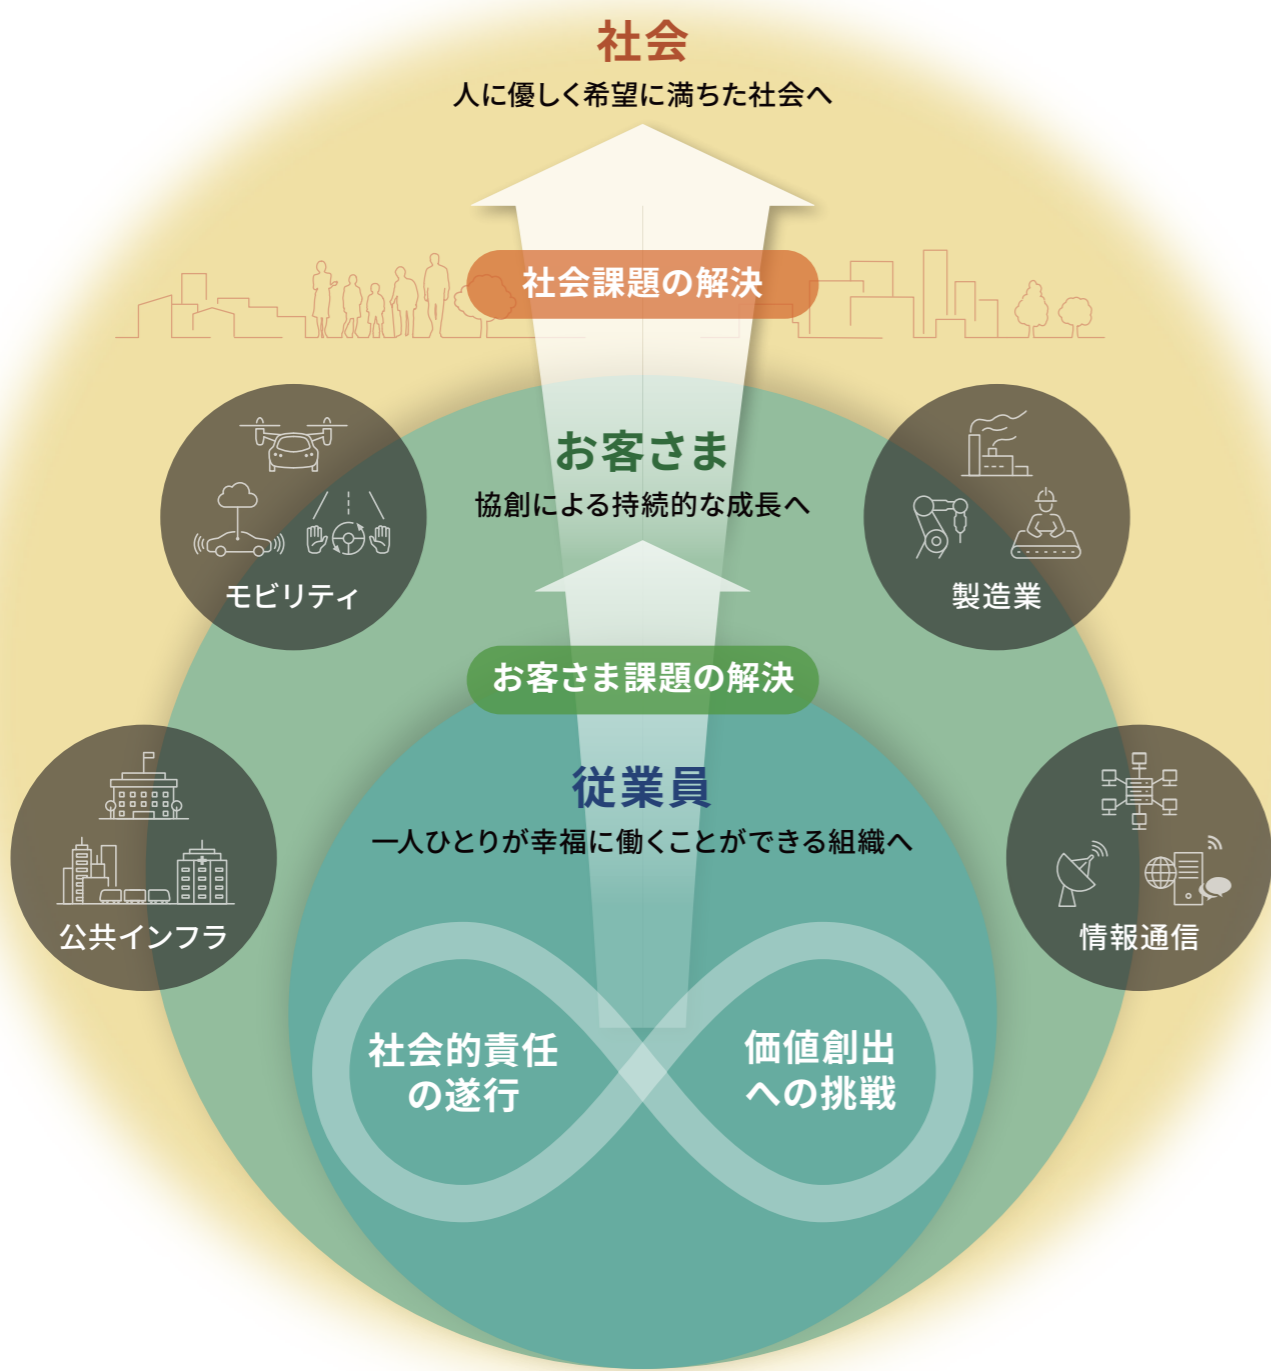 社会
人に優しく希望に満ちた社会へ
社会課題の解決
お客さま
協創による持続的な成長へ
モビリティ
製造業
お客さま課題の解決
従業員
一人ひとりが幸福に働くことができる組織へ
公共インフラ
情報通信
社会的責任
の遂行
価値創出
への挑戦